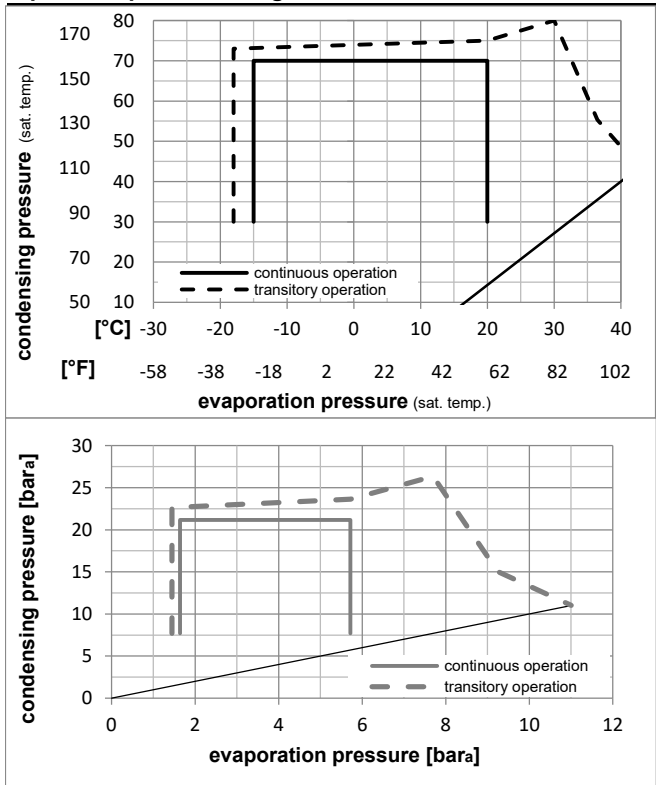 80
170
70
150
60
130
50
110
40
90
30
70
20
50
10
condensing pressure (sat. temp.)
continuous operation
transitory operation
[°C] -30 -20 -10 0 10 20 30 40
[°F] -58 -38 -18 2 22 42 62 82 102
evaporation pressure (sat. temp.)
30
25
20
15
10
5
0
condensing pressure [bara]
continuous operation
transitory operation
0 2 4 6 8 10 12
evaporation pressure [bara]